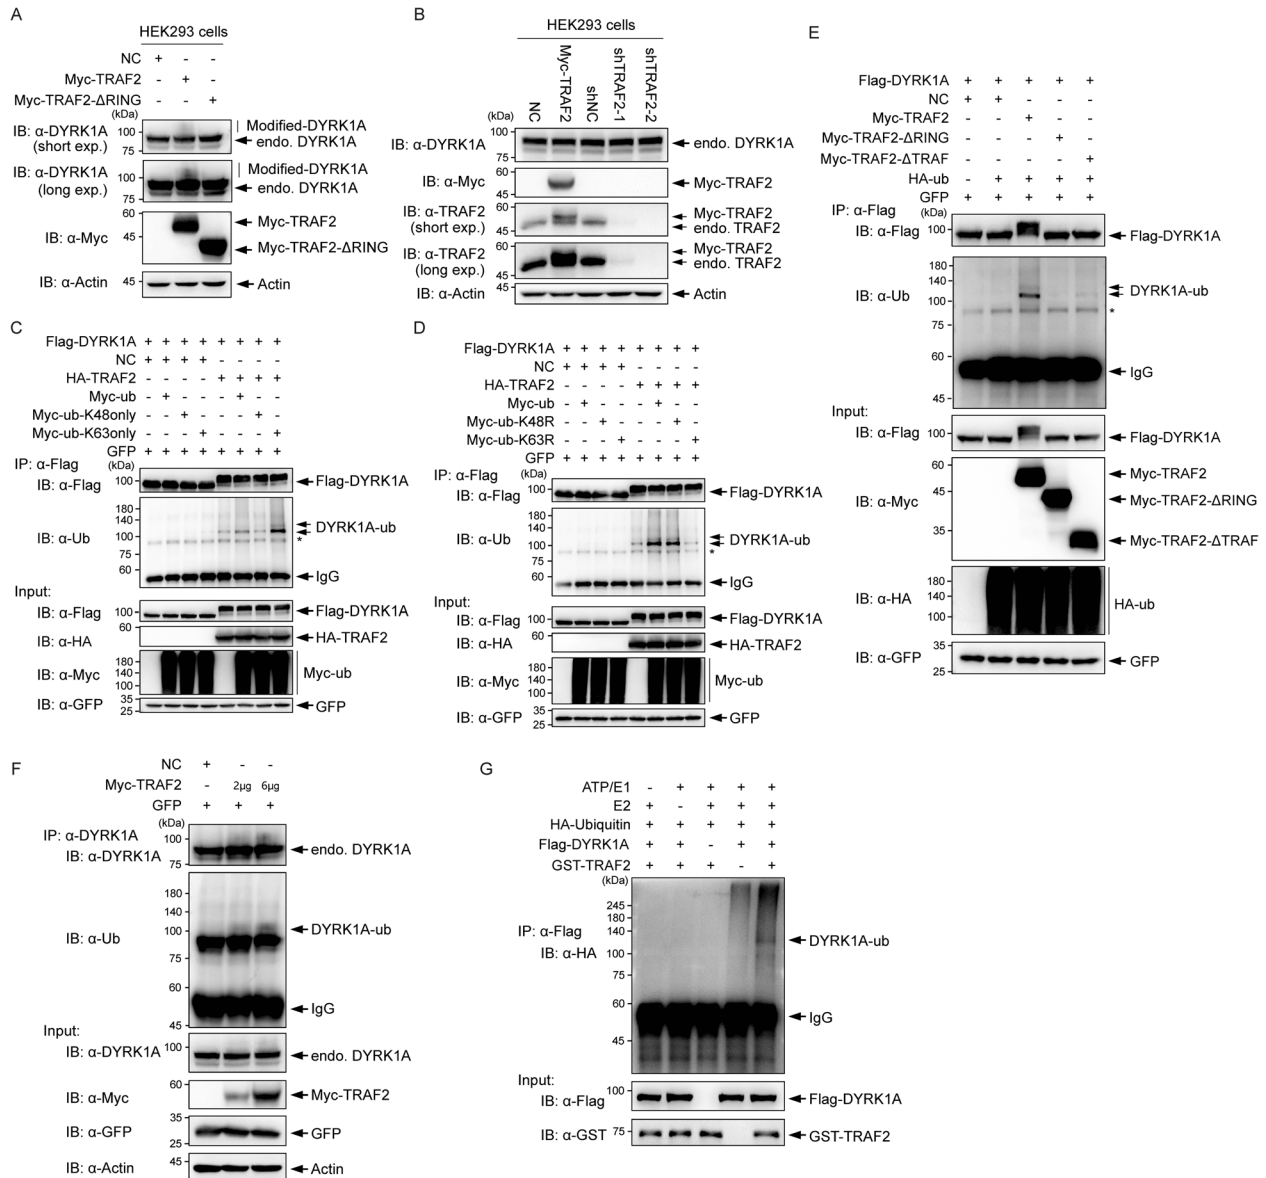 A
HEK293 cells
NC + - -
Myc-TRAF2 - + -
Myc-TRAF2-ΔRING - - +
(kDa)
IB: α-DYRK1A
(short exp.)
100
75
Modified-DYRK1A
endo. DYRK1A
IB: α-DYRK1A
(long exp.)
100
75
Modified-DYRK1A
endo. DYRK1A
IB: α-Myc
60
45
Myc-TRAF2
Myc-TRAF2-ΔRING
IB: α-Actin
45
Actin
B
HEK293 cells
NC
Myc-TRAF2
shNC
shTRAF2-1
shTRAF2-2
(kDa)
IB: α-DYRK1A
100
75
endo. DYRK1A
IB: α-Myc
60
45
Myc-TRAF2
IB: α-TRAF2
(short exp.)
60
45
Myc-TRAF2
endo. TRAF2
IB: α-TRAF2
(long exp.)
60
45
Myc-TRAF2
endo. TRAF2
IB: α-Actin
45
Actin
C
Flag-DYRK1A + + + + + + + +
NC + + + + - - - -
HA-TRAF2 - - - - + + + +
Myc-ub - + - - - + - -
Myc-ub-K48only - - + - - - + -
Myc-ub-K63only - - - + - - - +
GFP + + + + + + + +
IP: α-Flag
(kDa)
IB: α-Flag
100
Flag-DYRK1A
IB: α-Ub
180
140
100
75
60
DYRK1A-ub
*
IgG
Input:
IB: α-Flag
100
Flag-DYRK1A
IB: α-HA
60
HA-TRAF2
IB: α-Myc
180
140
100
Myc-ub
IB: α-GFP
35
25
GFP
D
Flag-DYRK1A + + + + + + + +
NC + + + + - - - -
HA-TRAF2 - - - - + + + +
Myc-ub - + - - - + - -
Myc-ub-K48R - - + - - - + -
Myc-ub-K63R - - - + - - - +
GFP + + + + + + + +
IP: α-Flag
(kDa)
IB: α-Flag
100
Flag-DYRK1A
IB: α-Ub
180
140
100
75
60
DYRK1A-ub
*
IgG
Input:
IB: α-Flag
100
Flag-DYRK1A
IB: α-HA
60
HA-TRAF2
IB: α-Myc
180
140
100
Myc-ub
IB: α-GFP
35
25
GFP
E
Flag-DYRK1A + + + + +
NC + + - - -
Myc-TRAF2 - - + - -
Myc-TRAF2-ΔRING - - - + -
Myc-TRAF2-ΔTRAF - - - - +
HA-ub - + + + +
GFP + + + + +
IP: α-Flag
(kDa)
IB: α-Flag
100
Flag-DYRK1A
IB: α-Ub
180
140
100
75
60
45
DYRK1A-ub
*
IgG
Input:
IB: α-Flag
100
Flag-DYRK1A
IB: α-Myc
60
45
35
Myc-TRAF2
Myc-TRAF2-ΔRING
Myc-TRAF2-ΔTRAF
IB: α-HA
180
140
100
HA-ub
IB: α-GFP
35
25
GFP
F
NC + - -
Myc-TRAF2 - 2μg 6μg
GFP + + +
(kDa)
IP: α-DYRK1A
IB: α-DYRK1A
100
75
endo. DYRK1A
IB: α-Ub
180
140
100
75
60
45
DYRK1A-ub
IgG
Input:
IB: α-DYRK1A
100
endo. DYRK1A
IB: α-Myc
60
Myc-TRAF2
IB: α-GFP
35
25
GFP
IB: α-Actin
45
Actin
G
ATP/E1 - + + + +
E2 + - + + +
HA-Ubiquitin + + + + +
Flag-DYRK1A + + - + +
GST-TRAF2 + + + - +
(kDa)
IP: α-Flag
IB: α-HA
245
180
140
100
75
60
45
DYRK1A-ub
IgG
Input:
IB: α-Flag
100
Flag-DYRK1A
IB: α-GST
75
GST-TRAF2